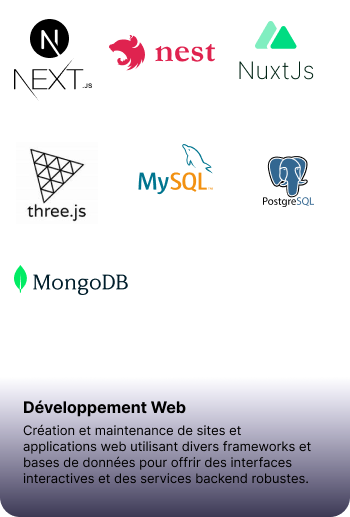 N
NEXT.JS
nest
NuxtJs
three.js
MySQL™
PostgreSQL
MongoDB
Développement Web
Création et maintenance de sites et
applications web utilisant divers frameworks et
bases de données pour offrir des interfaces
interactives et des services backend robustes.